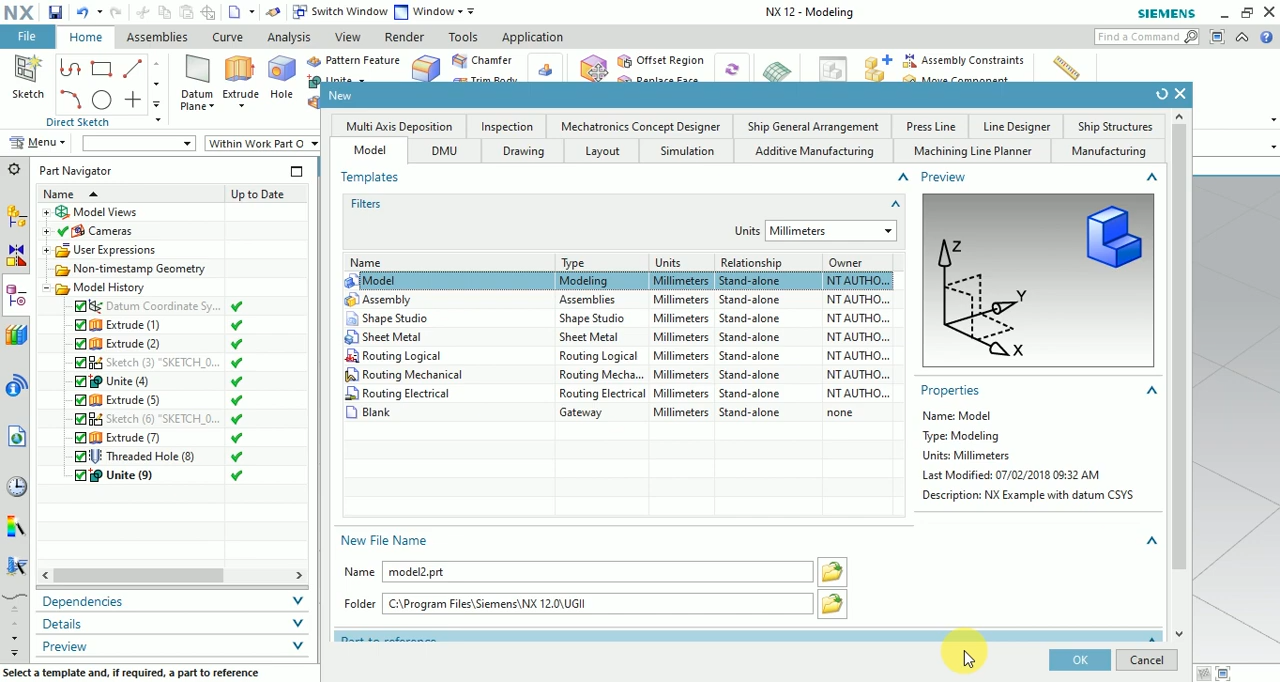 NX Switch Window Window NX 12 - Modeling SIEMENS
File Home Assemblies Curve Analysis View Render Tools Application Find a Command
Pattern Feature Chamfer Offset Region Assembly Constraints
Unite Trim Body Replace Face Move Component
Sketch Datum Plane Extrude Hole
Direct Sketch
Menu Within Work Part O
New
Multi Axis Deposition Inspection Mechatronics Concept Designer Ship General Arrangement Press Line Line Designer Ship Structures
Model DMU Drawing Layout Simulation Additive Manufacturing Machining Line Planner Manufacturing
Part Navigator
Name Up to Date
Model Views
Cameras
User Expressions
Non-timestamp Geometry
Model History
Datum Coordinate Sy...
Extrude (1)
Extrude (2)
Sketch (3) "SKETCH_0...
Unite (4)
Extrude (5)
Sketch (6) "SKETCH_0...
Extrude (7)
Threaded Hole (8)
Unite (9)
Dependencies
Details
Preview
Templates
Filters
Units Millimeters
Name Type Units Relationship Owner
Model Modeling Millimeters Stand-alone NT AUTHO...
Assembly Assemblies Millimeters Stand-alone NT AUTHO...
Shape Studio Shape Studio Millimeters Stand-alone NT AUTHO...
Sheet Metal Sheet Metal Millimeters Stand-alone NT AUTHO...
Routing Logical Routing Logical Millimeters Stand-alone NT AUTHO...
Routing Mechanical Routing Mecha... Millimeters Stand-alone NT AUTHO...
Routing Electrical Routing Electrical Millimeters Stand-alone NT AUTHO...
Blank Gateway Millimeters Stand-alone none
Preview
Z
Y
X
Properties
Name: Model
Type: Modeling
Units: Millimeters
Last Modified: 07/02/2018 09:32 AM
Description: NX Example with datum CSYS
New File Name
Name model2.prt
Folder C:\Program Files\Siemens\NX 12.0\UGII
Part to reference
OK Cancel
Select a template and, if required, a part to reference